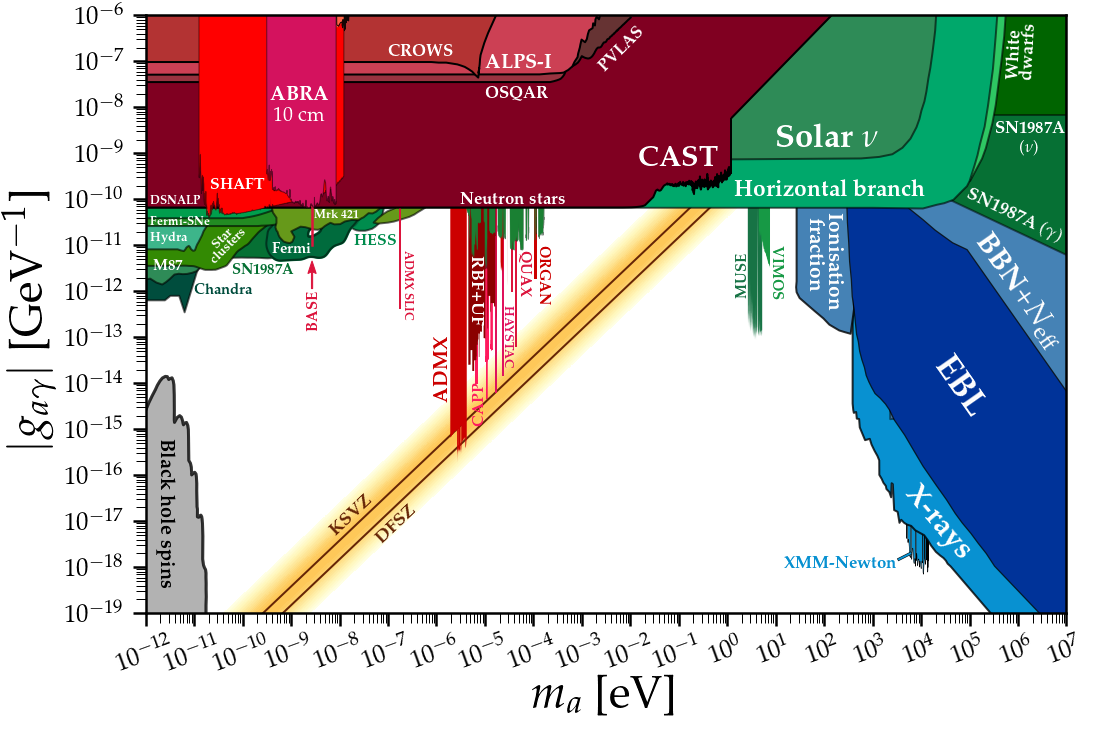 10⁻⁶
10⁻⁷
10⁻⁸
10⁻⁹
10⁻¹⁰
10⁻¹¹
10⁻¹²
10⁻¹³
10⁻¹⁴
10⁻¹⁵
10⁻¹⁶
10⁻¹⁷
10⁻¹⁸
10⁻¹⁹
|gₐᵧ| [GeV⁻¹]
CROWS
ALPS-I
PVLAS
OSQAR
ABRA
10 cm
SHAFT
CAST
Solar ν
Horizontal branch
White
dwarfs
SN1987A
(ν)
SN1987A (γ)
DSNALP
Fermi-SNe
Hydra
M87
Star
clusters
Chandra
SN1987A
Fermi
Mrk 421
HESS
BASE
ADMX SLIC
Neutron stars
ADMX
RBF+UF
CAPP
HAYSTAC
QUAX
ORGAN
MUSE
VIMOS
Ionisation
fraction
BBN+N_eff
EBL
X-rays
XMM-Newton
Black hole
spins
KSVZ
DFSZ
10⁻¹²
10⁻¹¹
10⁻¹⁰
10⁻⁹
10⁻⁸
10⁻⁷
10⁻⁶
10⁻⁵
10⁻⁴
10⁻³
10⁻²
10⁻¹
10⁰
10¹
10²
10³
10⁴
10⁵
10⁶
10⁷
mₐ [eV]